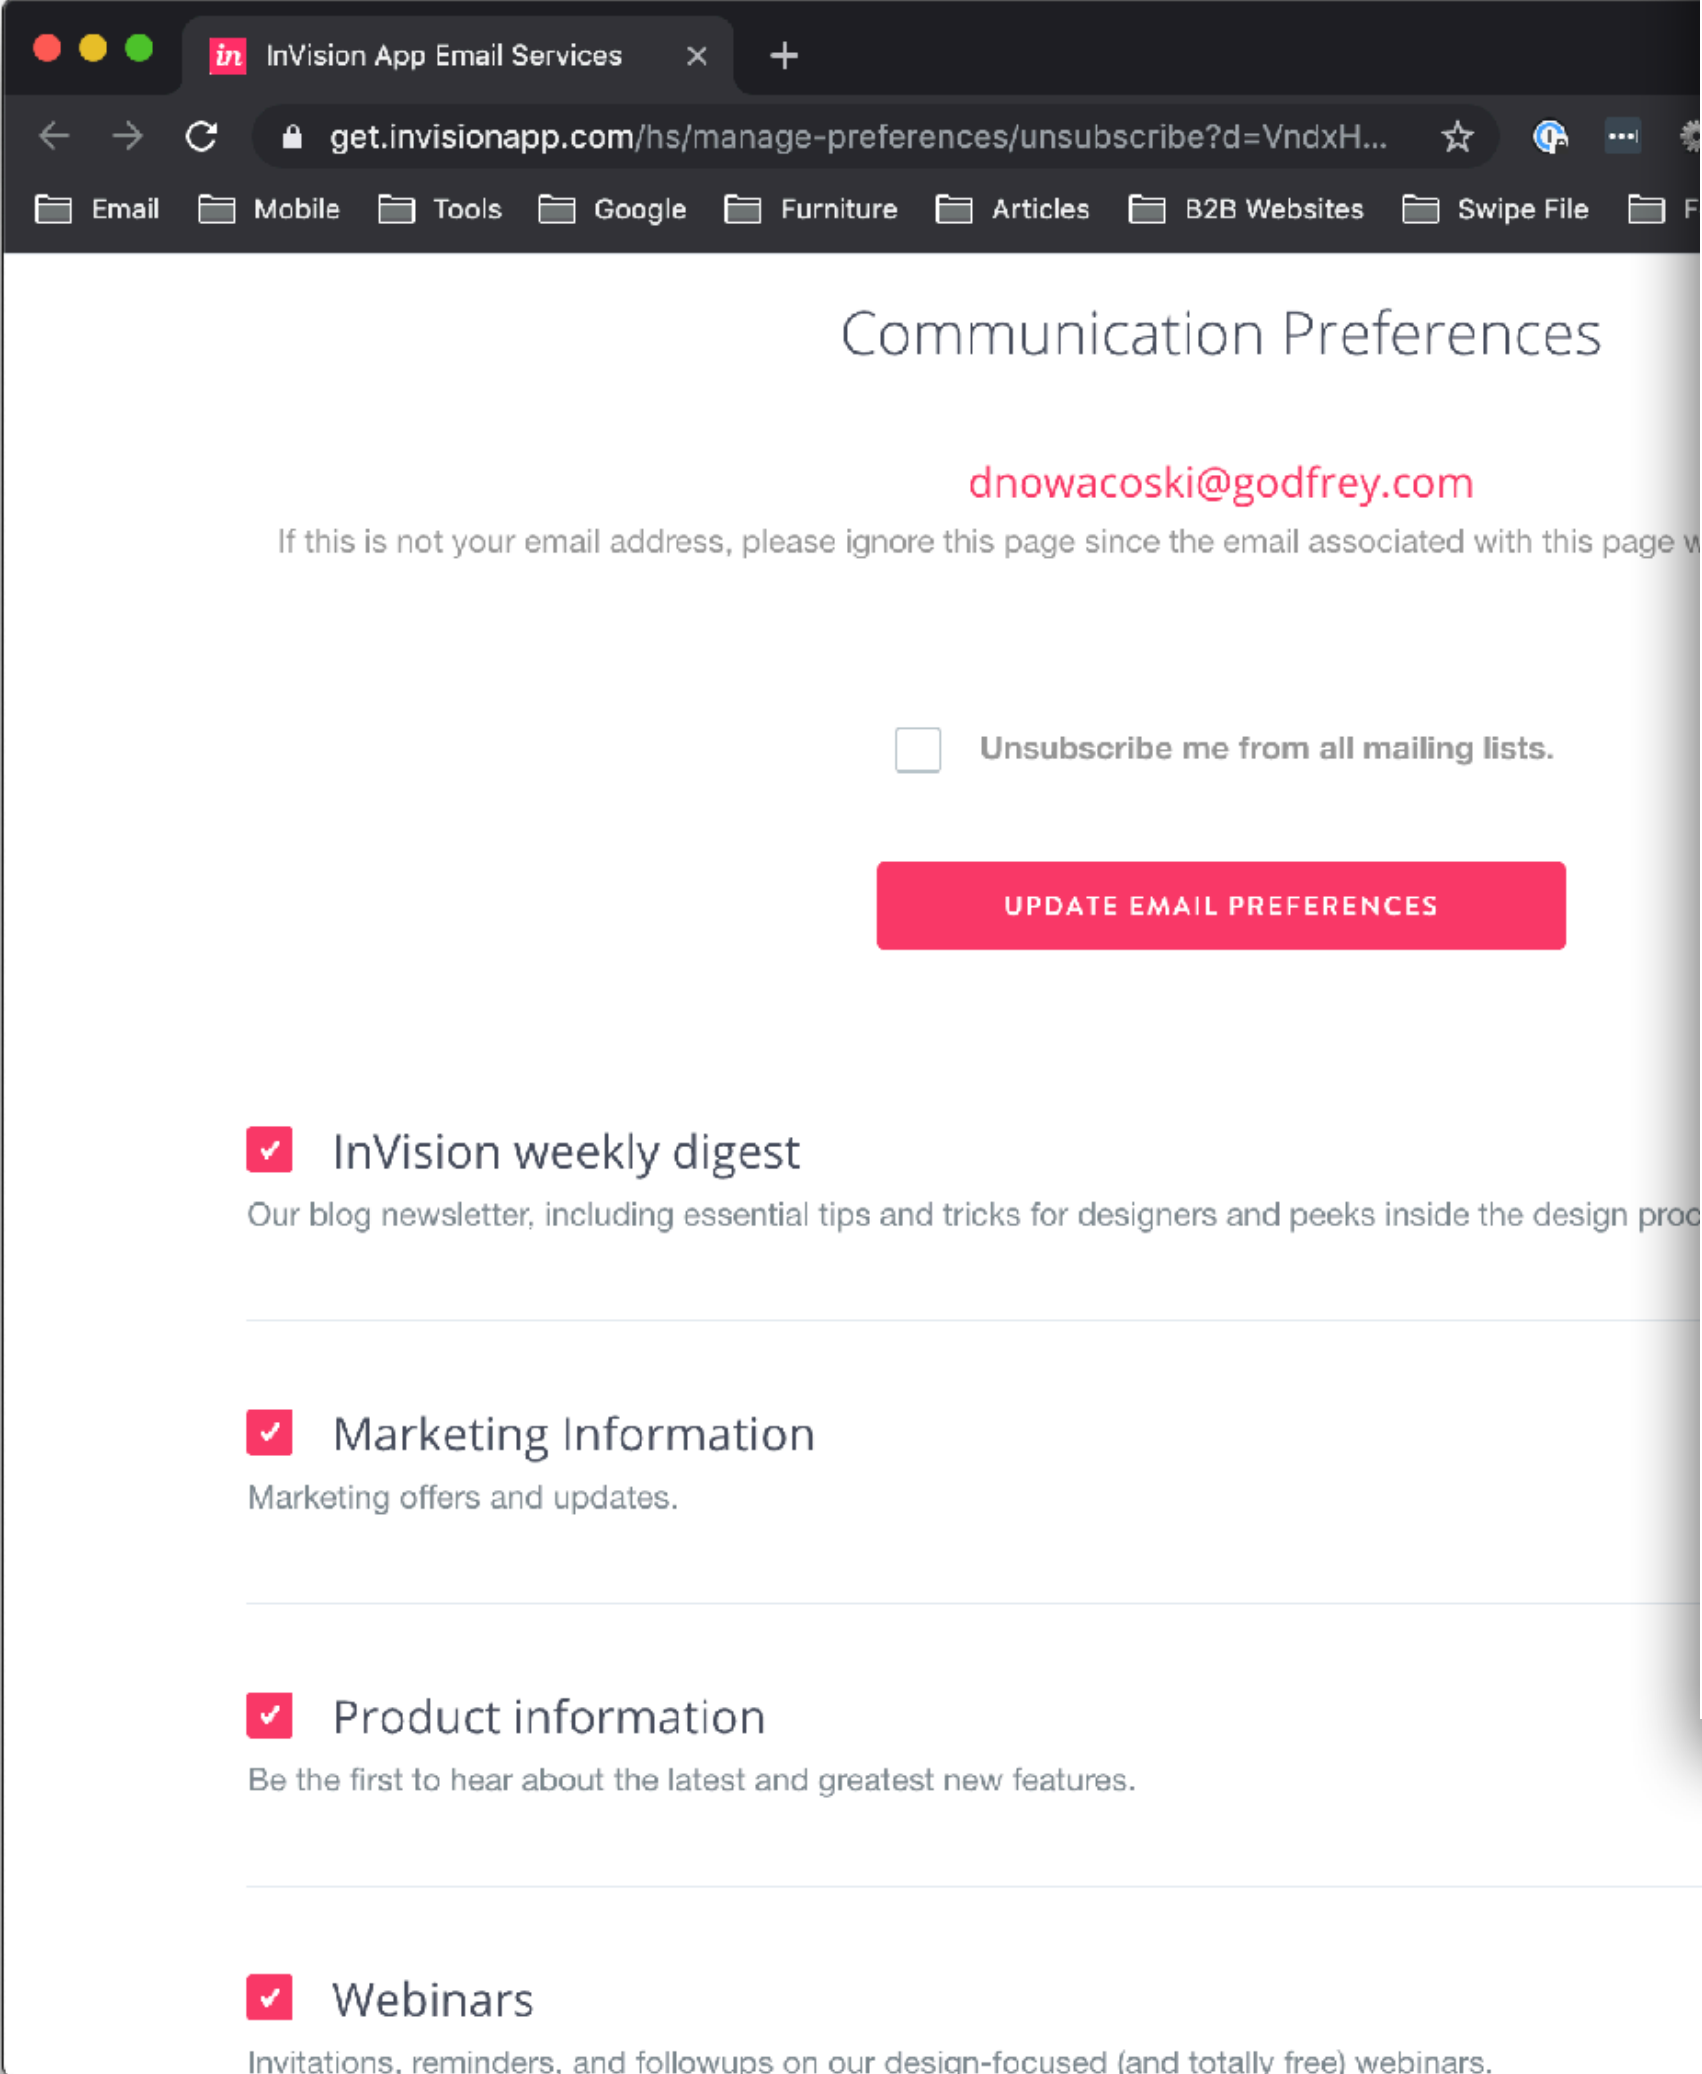 in InVision App Email Services
get.invisionapp.com/hs/manage-preferences/unsubscribe?d=VndxH...
Email Mobile Tools Google Furniture Articles B2B Websites Swipe File F
Communication Preferences
dnowacoski@godfrey.com
If this is not your email address, please ignore this page since the email associated with this page w
Unsubscribe me from all mailing lists.
UPDATE EMAIL PREFERENCES
InVision weekly digest
Our blog newsletter, including essential tips and tricks for designers and peeks inside the design proc
Marketing Information
Marketing offers and updates.
Product information
Be the first to hear about the latest and greatest new features.
Webinars
Invitations, reminders, and followups on our design-focused (and totally free) webinars.